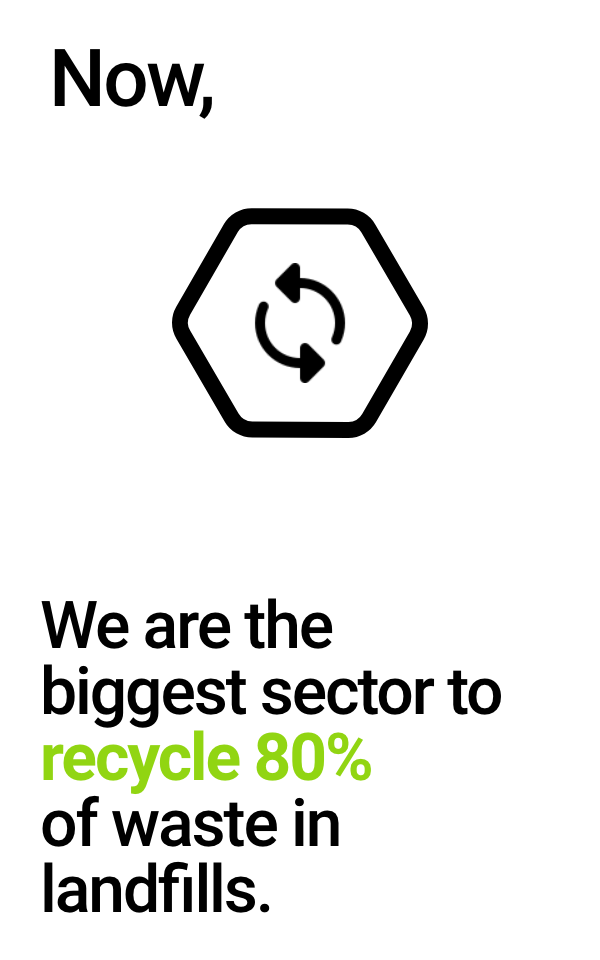 Now,
We are the
biggest sector to
recycle 80%
of waste in
landfills.